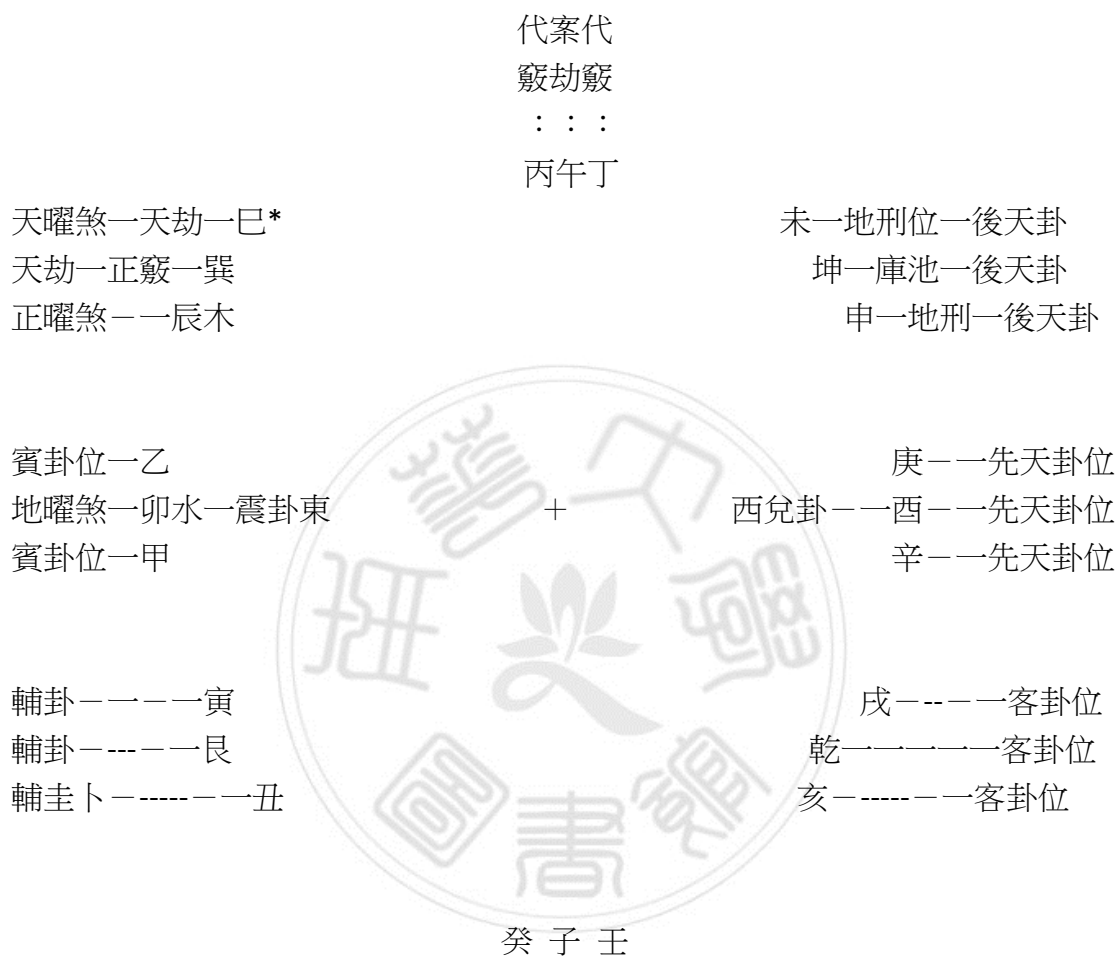 代案代
竅劫竅
：：：
丙午丁
天曜煞一天劫一巳* 未一地刑位一後天卦
天劫一正竅一巽 坤一庫池一後天卦
正曜煞－一辰木 申一地刑一後天卦
賓卦位一乙 庚－一先天卦位
地曜煞一卯水一震卦東 ＋ 西兌卦－一酉－一先天卦位
賓卦位一甲 辛－一先天卦位
輔卦－一－一寅 戌－--－一客卦位
輔卦－---－一艮 乾一一一一一客卦位
輔圭卜－-----－一丑 亥－-----－一客卦位
癸 子 壬